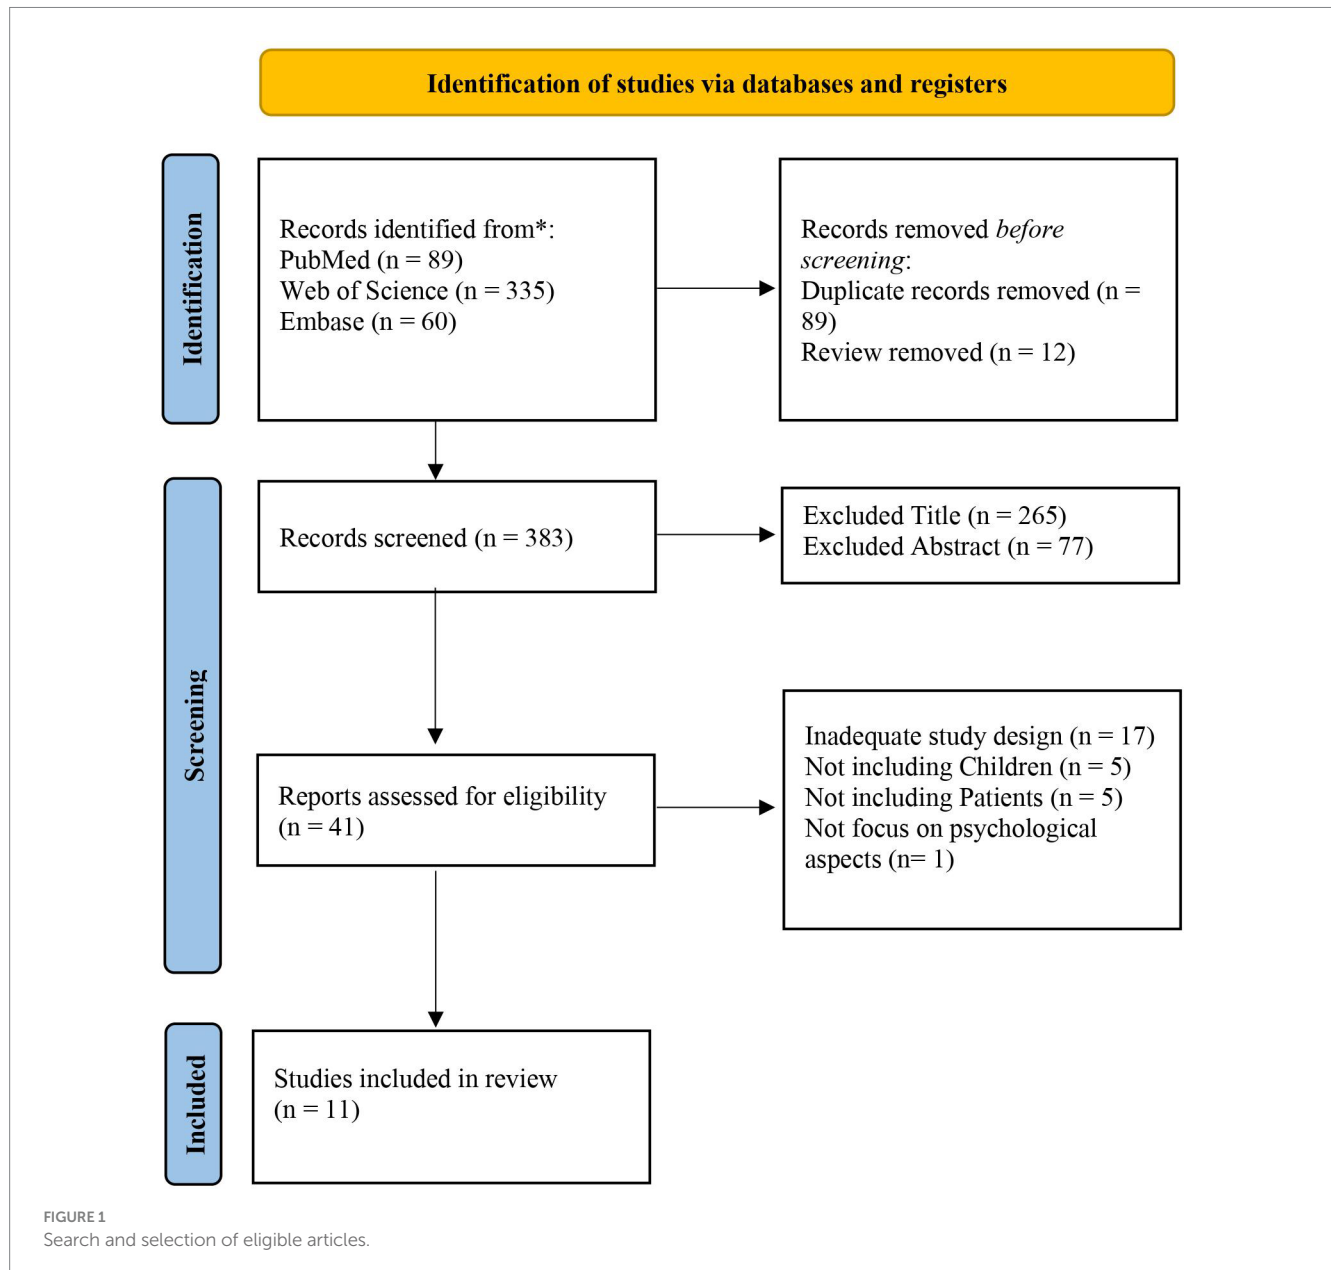 Identification of studies via databases and registers
Identification
Records identified from*:
PubMed (n = 89)
Web of Science (n = 335)
Embase (n = 60)
Records removed before
screening:
Duplicate records removed (n =
89)
Review removed (n = 12)
Screening
Records screened (n = 383)
Excluded Title (n = 265)
Excluded Abstract (n = 77)
Reports assessed for eligibility
(n = 41)
Inadequate study design (n = 17)
Not including Children (n = 5)
Not including Patients (n = 5)
Not focus on psychological
aspects (n= 1)
Included
Studies included in review
(n = 11)
FIGURE 1
Search and selection of eligible articles.